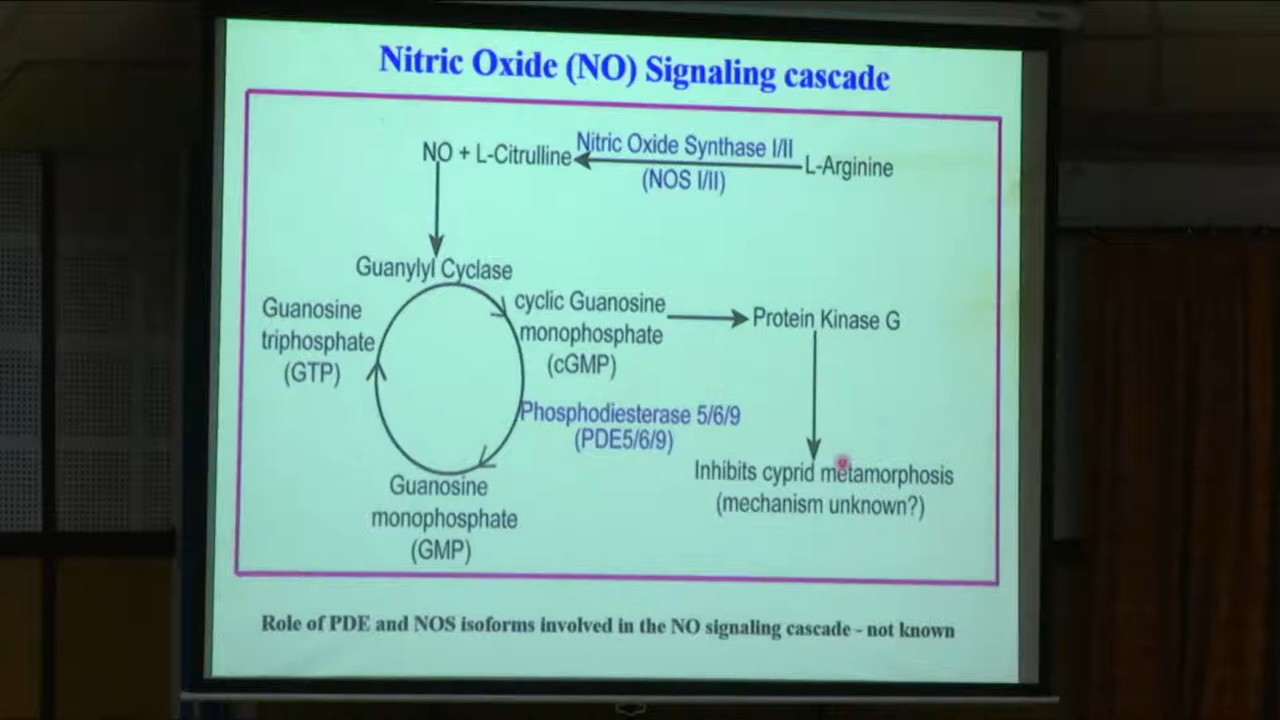 Nitric Oxide (NO) Signaling cascade
NO + L-Citrulline
Nitric Oxide Synthase I/II
(NOS I/II)
L-Arginine
Guanylyl Cyclase
Guanosine
triphosphate
(GTP)
cyclic Guanosine
monophosphate
(cGMP)
Protein Kinase G
Phosphodiesterase 5/6/9
(PDE5/6/9)
Inhibits cyprid metamorphosis
(mechanism unknown?)
Guanosine
monophosphate
(GMP)
Role of PDE and NOS isoforms involved in the NO signaling cascade - not known